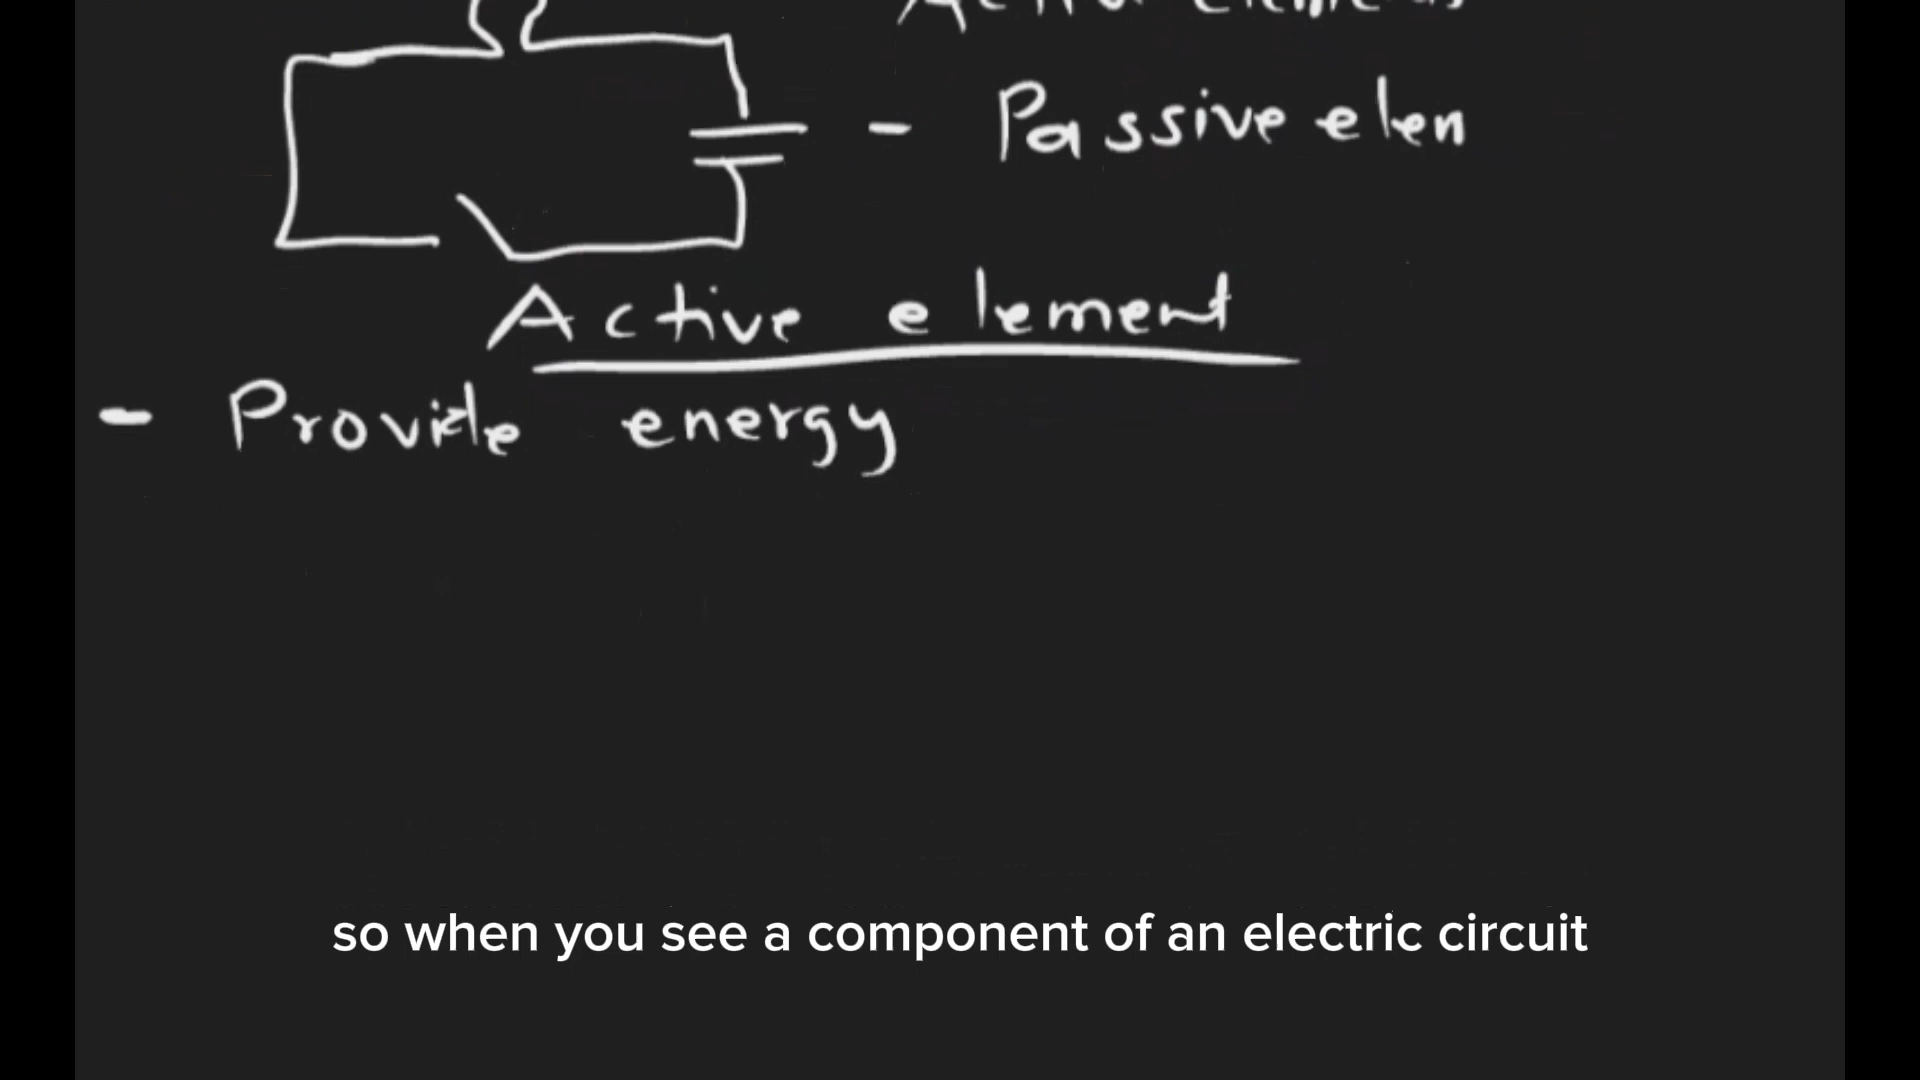 - Passive elen
Active element
- Provide energy
so when you see a component of an electric circuit